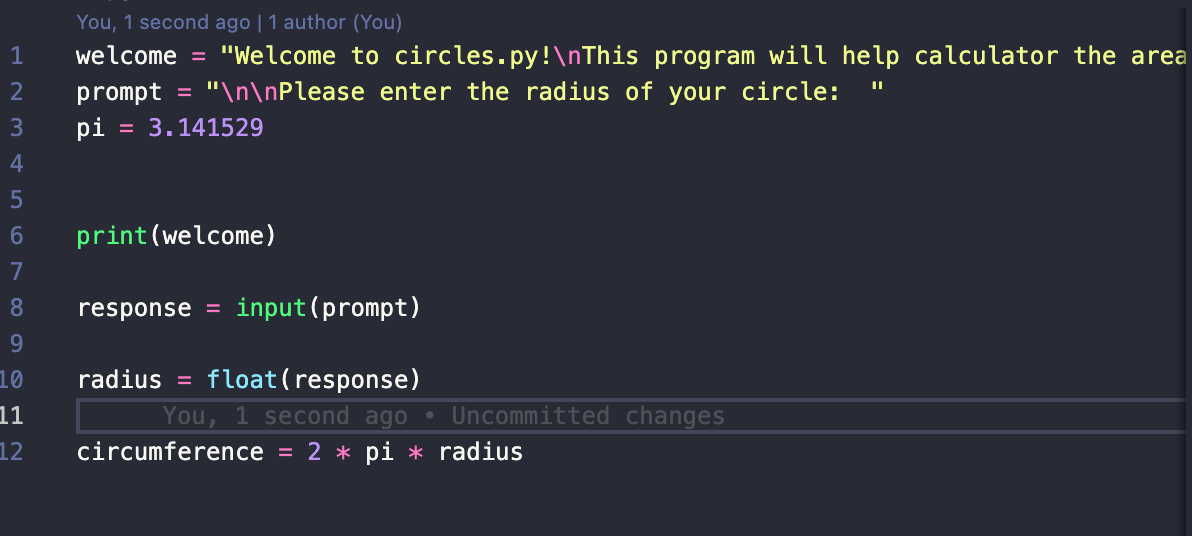 You, 1 second ago | 1 author (You)
1 welcome = "Welcome to circles.py!\nThis program will help calculator the area
2 prompt = "\n\nPlease enter the radius of your circle:  "
3 pi = 3.141529
4
5
6 print(welcome)
7
8 response = input(prompt)
9
10 radius = float(response)
11 You, 1 second ago • Uncommitted changes
12 circumference = 2 * pi * radius